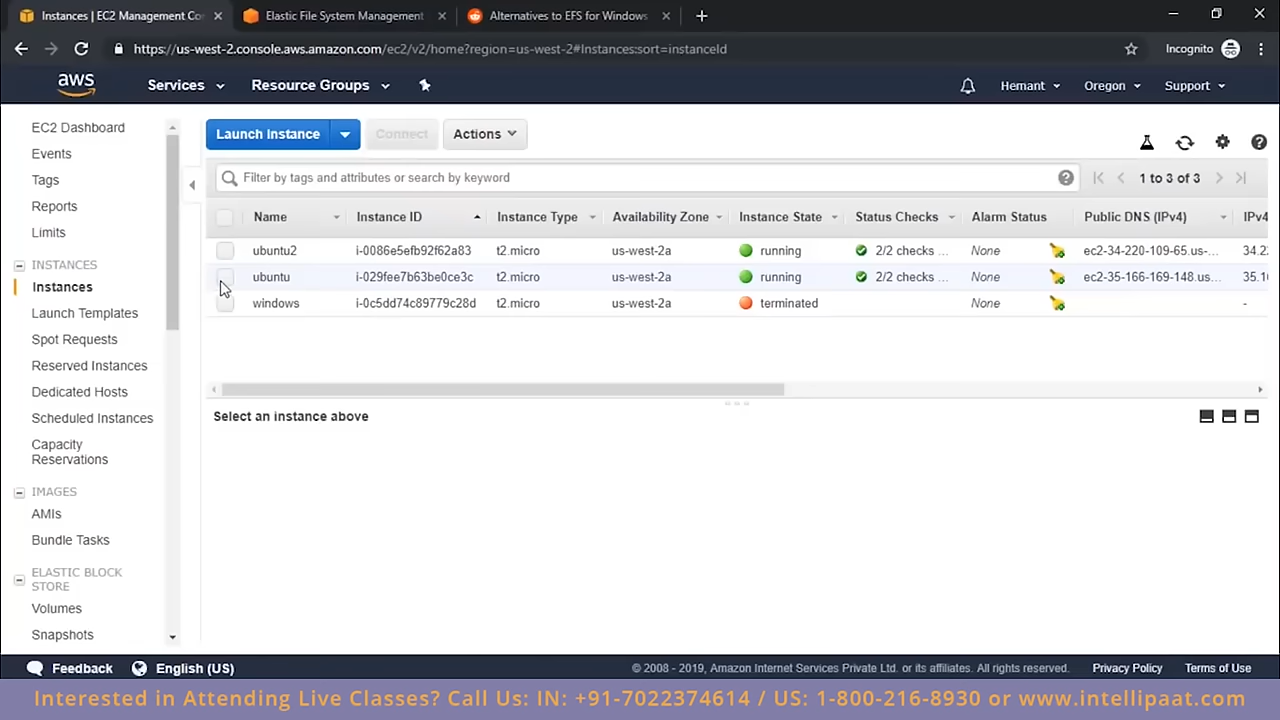 Instances | EC2 Management Co
Elastic File System Management
Alternatives to EFS for Windows
https://us-west-2.console.aws.amazon.com/ec2/v2/home?region=us-west-2#Instances:sort=instanceId
Incognito
aws
Services
Resource Groups
Hemant
Oregon
Support
EC2 Dashboard
Events
Tags
Reports
Limits
INSTANCES
Instances
Launch Templates
Spot Requests
Reserved Instances
Dedicated Hosts
Scheduled Instances
Capacity
Reservations
IMAGES
AMIs
Bundle Tasks
ELASTIC BLOCK
STORE
Volumes
Snapshots
Launch Instance
Connect
Actions
Filter by tags and attributes or search by keyword
1 to 3 of 3
Name Instance ID Instance Type Availability Zone Instance State Status Checks Alarm Status Public DNS (IPv4) IPv4
ubuntu2 i-0086e5efb92f62a83 t2.micro us-west-2a running 2/2 checks ... None ec2-34-220-109-65.us-... 34.22
ubuntu i-029fee7b63be0ce3c t2.micro us-west-2a running 2/2 checks ... None ec2-35-166-169-148.us... 35.16
windows i-0c5dd74c89779c28d t2.micro us-west-2a terminated None -
Select an instance above
Feedback
English (US)
© 2008 - 2019, Amazon Internet Services Private Ltd. or its affiliates. All rights reserved.
Privacy Policy
Terms of Use
Interested in Attending Live Classes? Call Us: IN: +91-7022374614 / US: 1-800-216-8930 or www.intellipaat.com